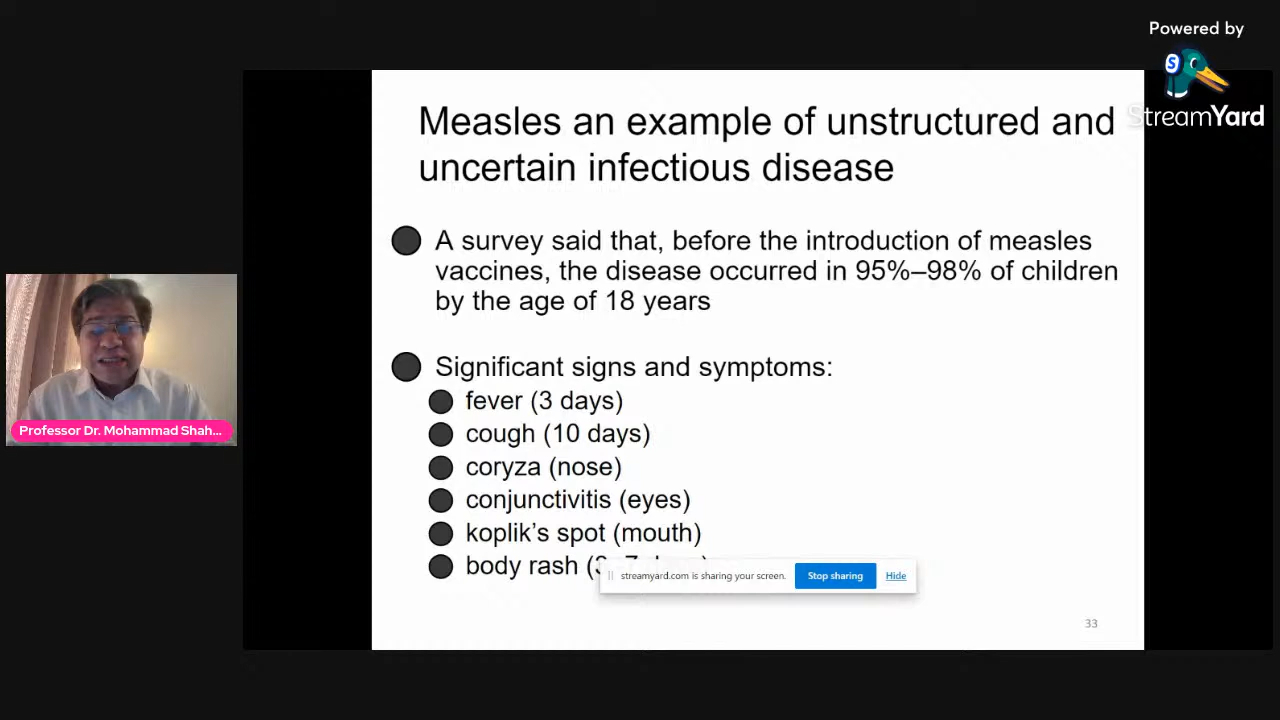 Powered by
StreamYard
Measles an example of unstructured and
uncertain infectious disease
A survey said that, before the introduction of measles
vaccines, the disease occurred in 95%–98% of children
by the age of 18 years
Significant signs and symptoms:
fever (3 days)
cough (10 days)
coryza (nose)
conjunctivitis (eyes)
koplik's spot (mouth)
body rash (
streamyard.com is sharing your screen.
Stop sharing
Hide
33
Professor Dr. Mohammad Shah...